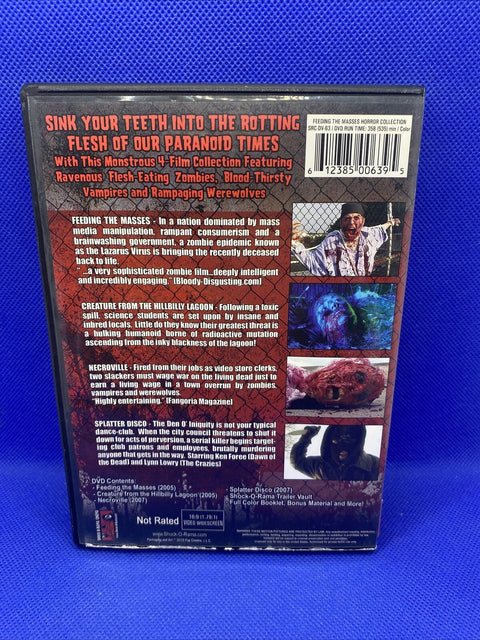 SINK YOUR TEETH INTO THE ROTTING
FLESH OF OUR PARANOID TIMES
With This Monstrous 4-Film Collection Featuring
Ravenous Flesh-Eating Zombies, Blood-Thirsty
Vampires and Rampaging Werewolves
FEEDING THE MASSES HORROR COLLECTION
SRC-DV-83 | DVD RUN TIME: 358 (535) min / Color
6 12385 00639 5
FEEDING THE MASSES - In a nation dominated by mass
media manipulation, rampant consumerism and a
brainwashing government, a zombie epidemic known
as the Lazarus Virus is bringing the recently deceased
back to life.
"...a very sophisticated zombie film...deeply intelligent
and incredibly engaging." (Bloody-Disgusting.com)
CREATURE FROM THE HILLBILLY LAGOON - Following a toxic
spill, science students are set upon by insane and
inbred locals. Little do they know their greatest threat is
a hulking humanoid borne of radioactive mutation
ascending from the inky blackness of the lagoon!
NECROVILLE - Fired from their jobs as video store clerks,
two slackers must wage war on the living dead just to
earn a living wage in a town overrun by zombies,
vampires and werewolves.
"Highly entertaining." (Fangoria Magazine)
SPLATTER DISCO - The Den O' Iniquity is not your typical
dance-club. When the city council threatens to shut it
down for acts of perversion, a serial killer begins target-
ing club patrons and employees, brutally murdering
anyone that gets in the way. Starring Ken Foree (Dawn of
the Dead) and Lynn Lowry (The Crazies)
DVD Contents:
- Feeding the Masses (2005)
- Creature from the Hillbilly Lagoon (2005)
- Necroville (2007)
- Splatter Disco (2007)
- Shock-O-Rama Trailer Vault
- Full Color Booklet, Bonus Material and More!
Not Rated
16:9 (1.78:1)
VIDEO WIDESCREEN
www.Shock-O-Rama.com